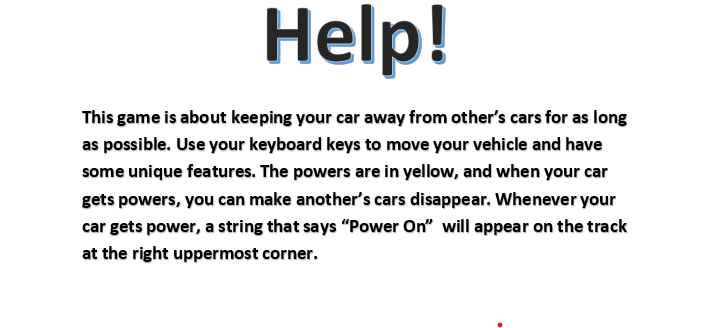 Help!
This game is about keeping your car away from other’s cars for as long
as possible. Use your keyboard keys to move your vehicle and have
some unique features. The powers are in yellow, and when your car
gets powers, you can make another’s cars disappear. Whenever your
car gets power, a string that says “Power On” will appear on the track
at the right uppermost corner.